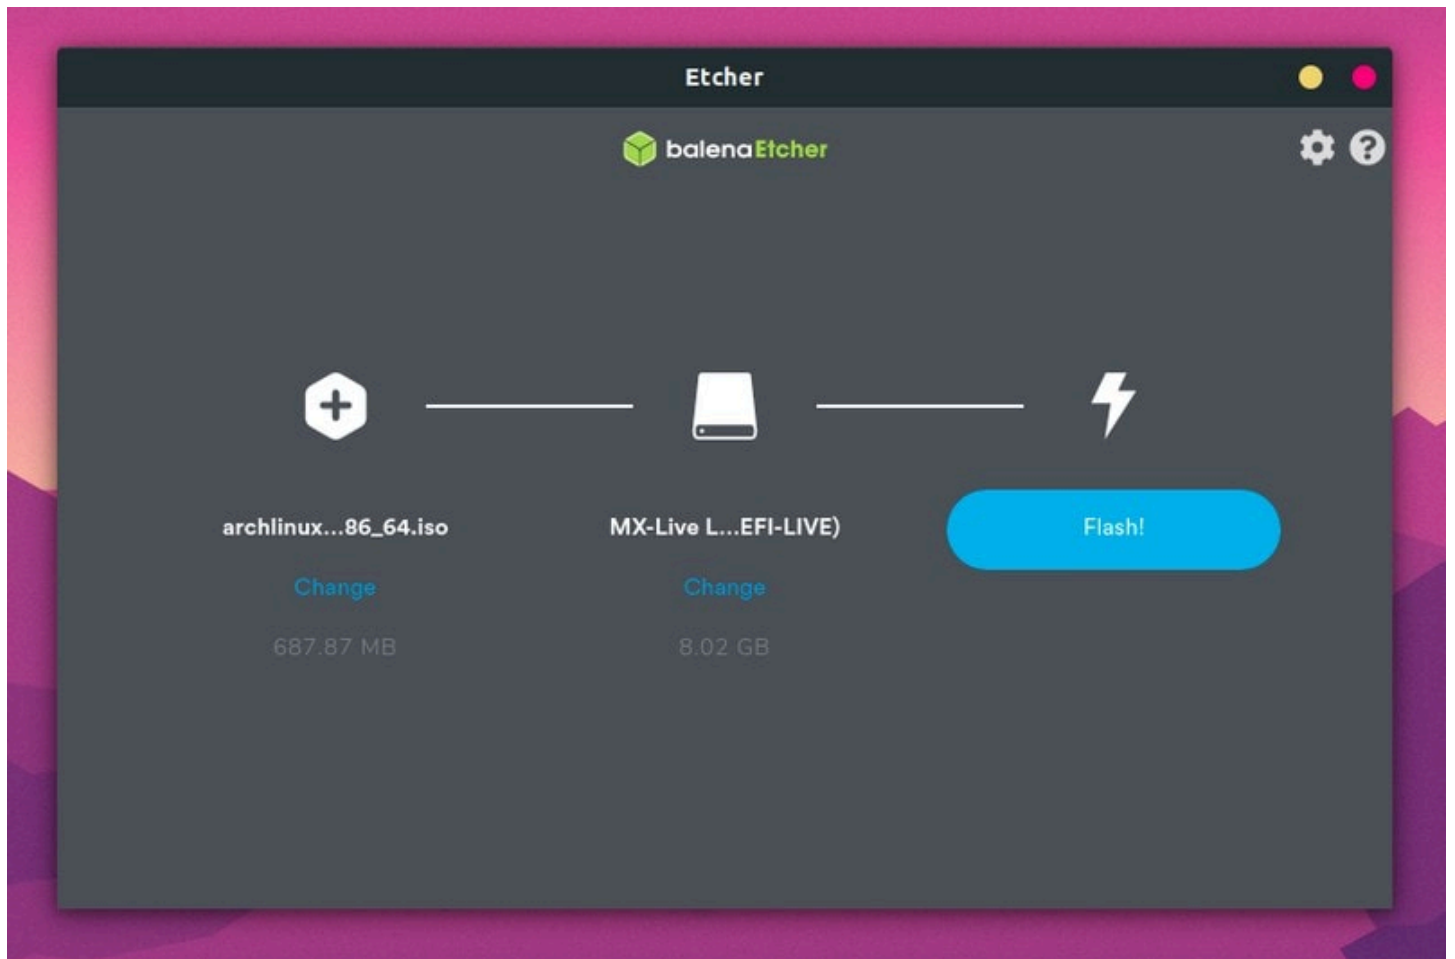 Etcher
balenaEtcher
archlinux...86_64.iso
MX-Live L...EFI-LIVE)
Flash!
Change
Change
687.87 MB
8.02 GB